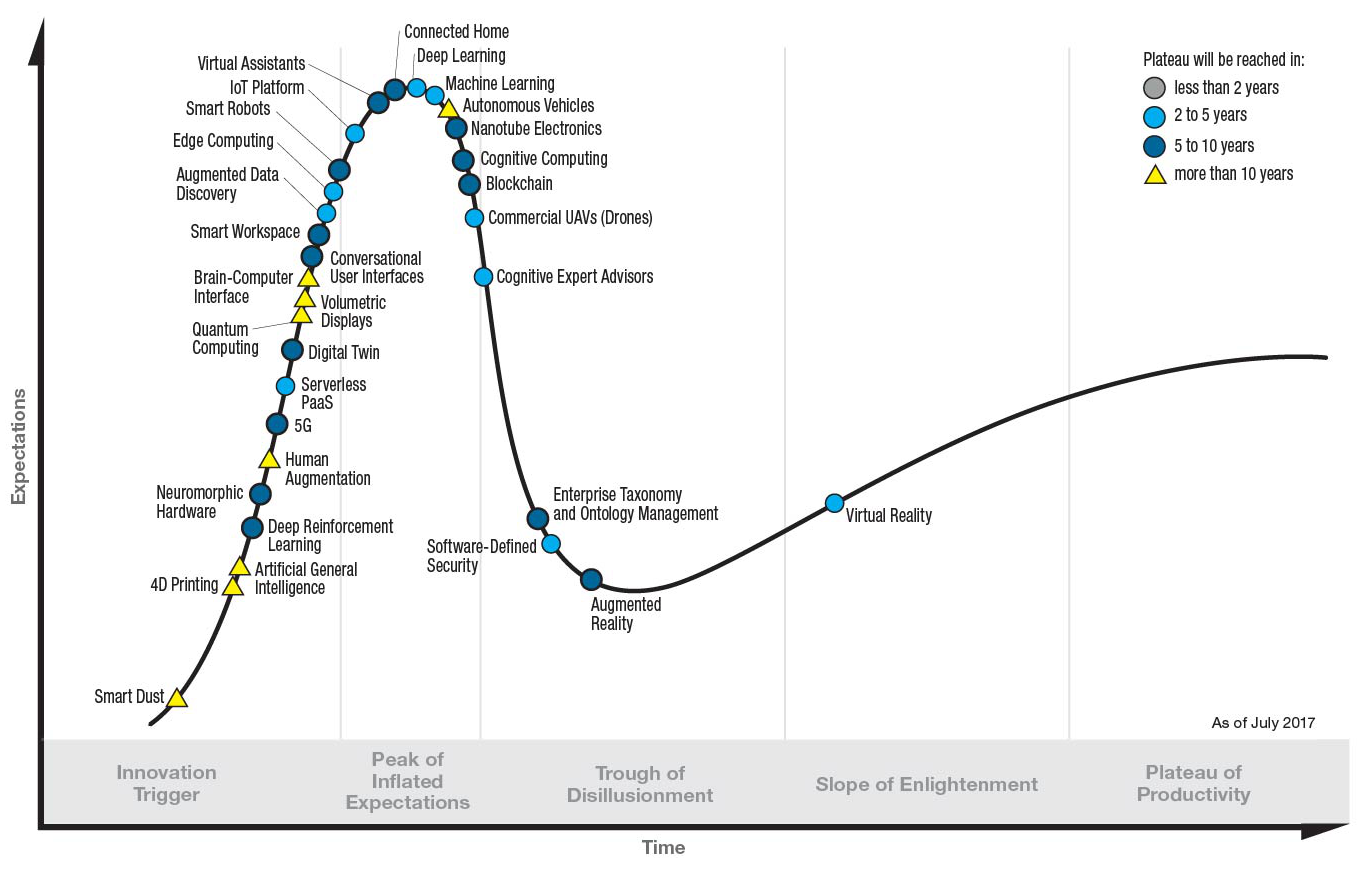 Connected Home
Deep Learning
Virtual Assistants
IoT Platform
Smart Robots
Edge Computing
Augmented Data
Discovery
Smart Workspace
Brain-Computer
Interface
Quantum
Computing
Machine Learning
Autonomous Vehicles
Nanotube Electronics
Cognitive Computing
Blockchain
Commercial UAVs (Drones)
Cognitive Expert Advisors
Conversational
User Interfaces
Volumetric
Displays
Digital Twin
Serverless
PaaS
5G
Human
Augmentation
Neuromorphic
Hardware
Deep Reinforcement
Learning
Artificial General
Intelligence
4D Printing
Smart Dust
Enterprise Taxonomy
and Ontology Management
Software-Defined
Security
Augmented
Reality
Virtual Reality
Plateau will be reached in:
less than 2 years
2 to 5 years
5 to 10 years
more than 10 years
As of July 2017
Expectations
Innovation
Trigger
Peak of
Inflated
Expectations
Trough of
Disillusionment
Slope of Enlightenment
Plateau of
Productivity
Time